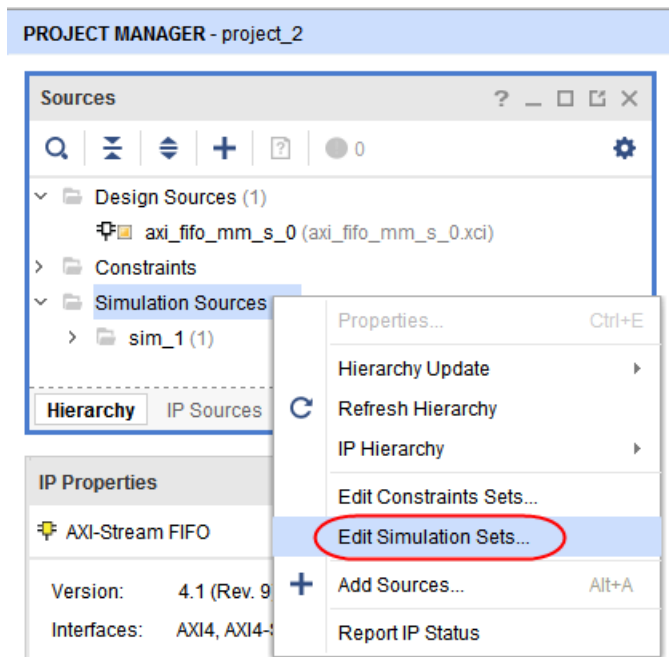 PROJECT MANAGER - project_2
Sources
0
Design Sources (1)
axi_fifo_mm_s_0 (axi_fifo_mm_s_0.xci)
Constraints
Simulation Sources
sim_1 (1)
Hierarchy IP Sources
Properties... Ctrl+E
Hierarchy Update
Refresh Hierarchy
IP Hierarchy
Edit Constraints Sets...
Edit Simulation Sets...
Add Sources... Alt+A
Report IP Status
IP Properties
AXI-Stream FIFO
Version: 4.1 (Rev. 9
Interfaces: AXI4, AXI4-